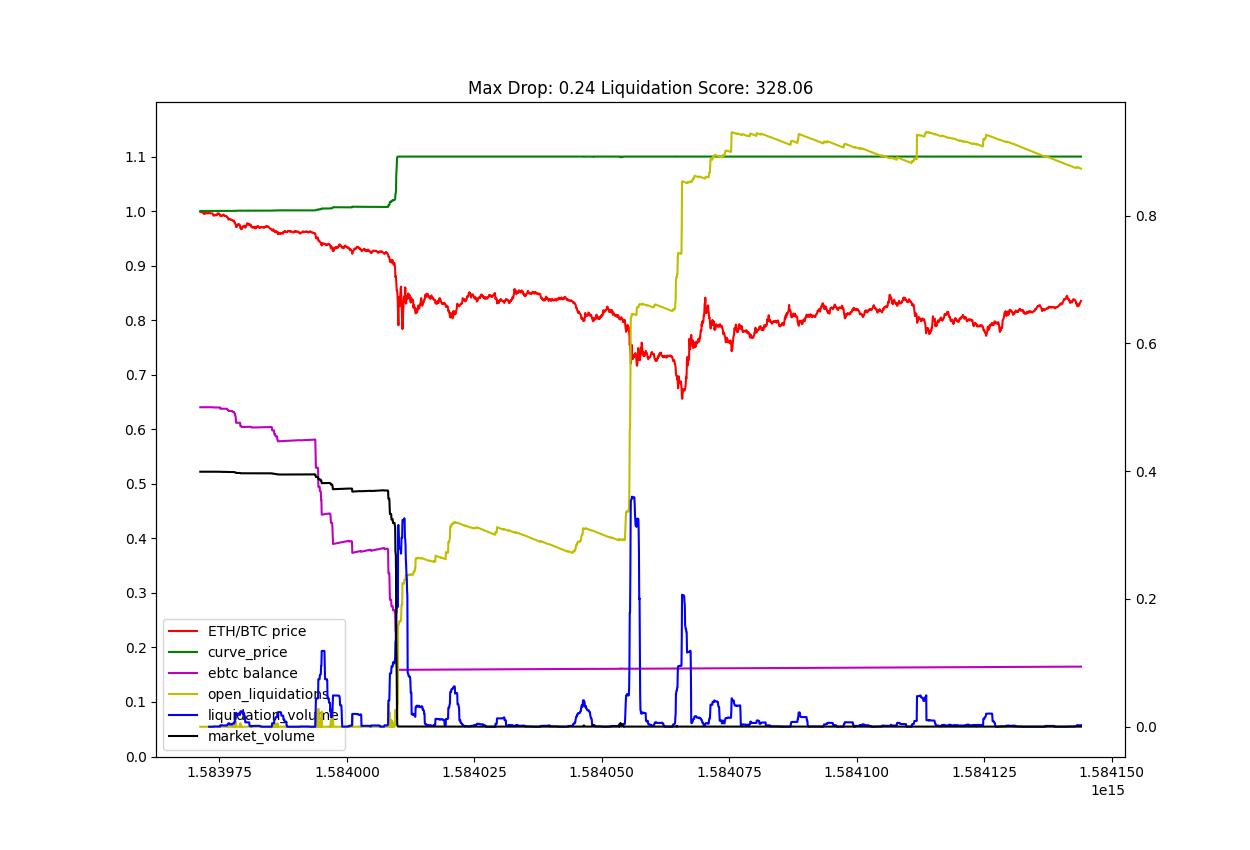 Max Drop: 0.24 Liquidation Score: 328.06
1.1
1.0
0.9
0.8
0.7
0.6
0.5
0.4
0.3
0.2
0.1
0.0
0.8
0.6
0.4
0.2
0.0
ETH/BTC price
curve_price
ebtc balance
open_liquidations
liquidation_volume
market_volume
1.583975 1.584000 1.584025 1.584050 1.584075 1.584100 1.584125 1.584150
1e15